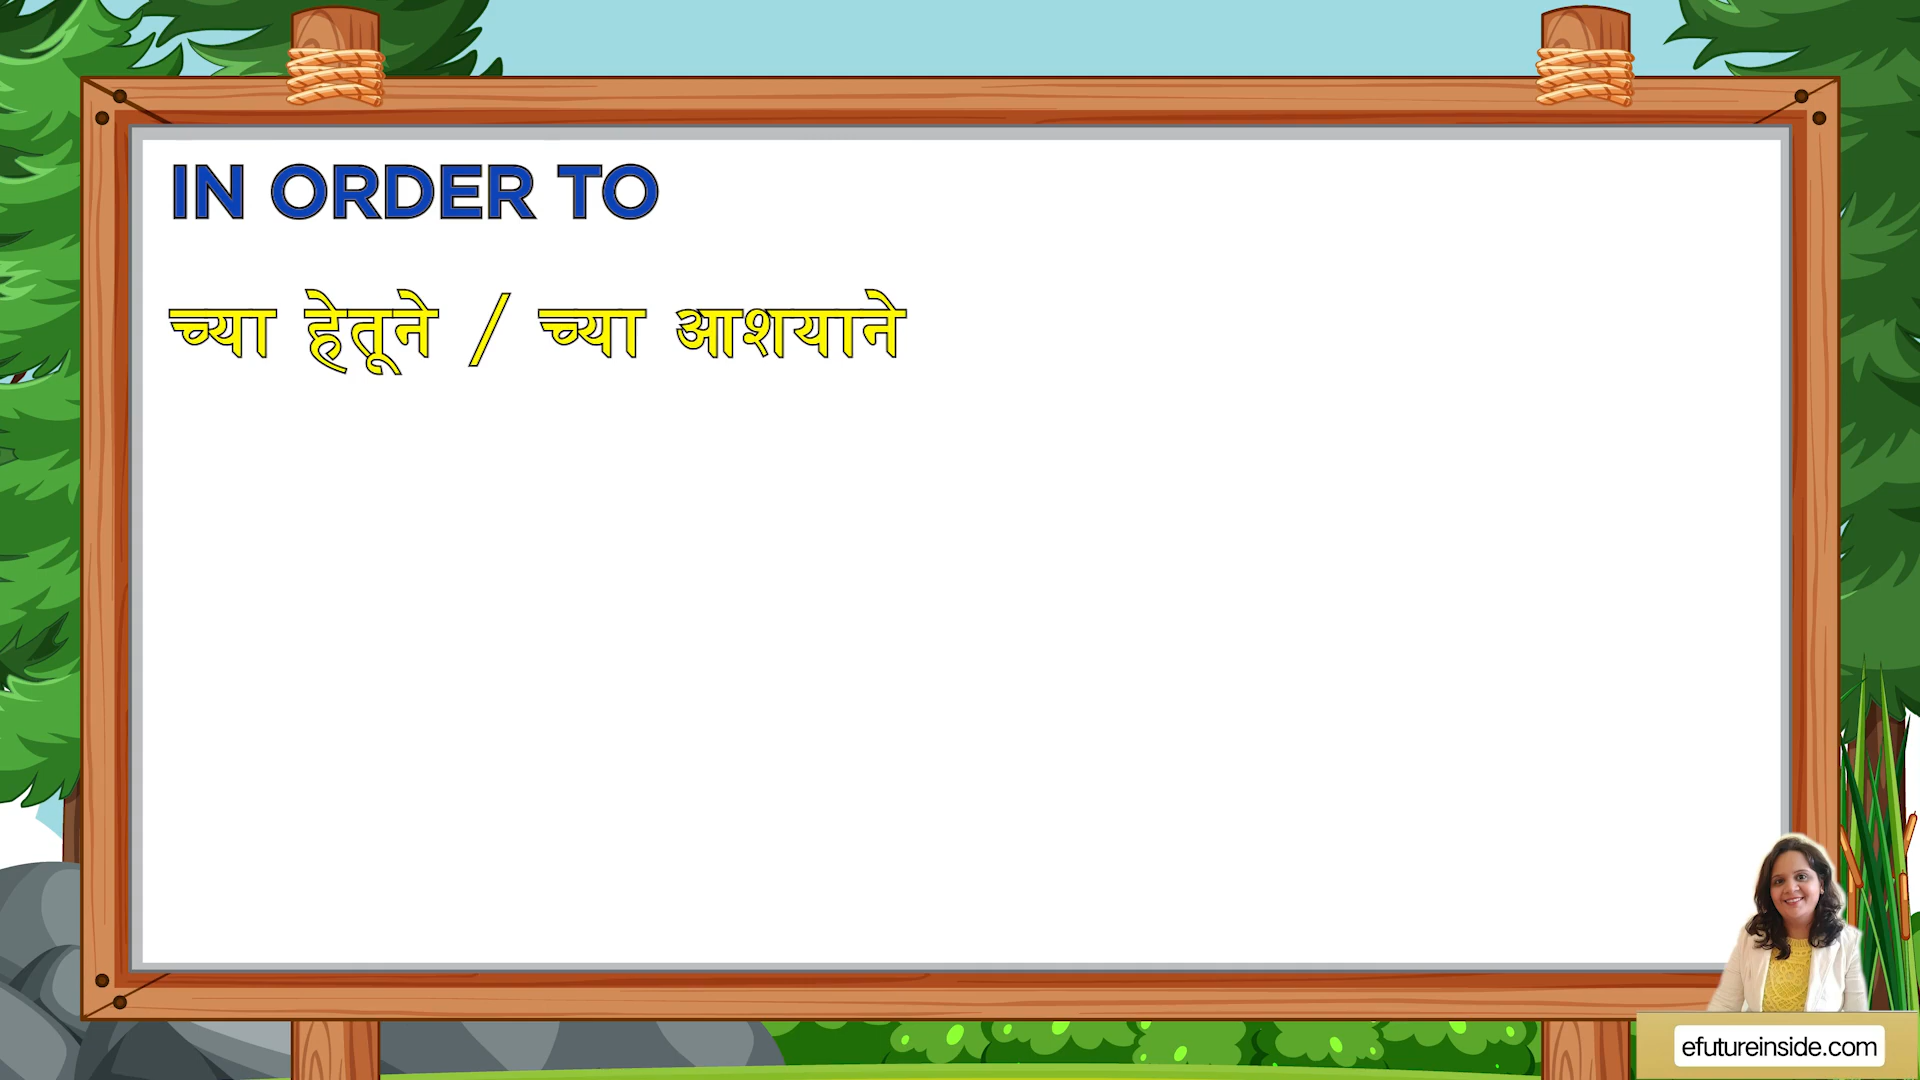 IN ORDER TO
च्या हेतूने / च्या आशयाने
efutureinside.com